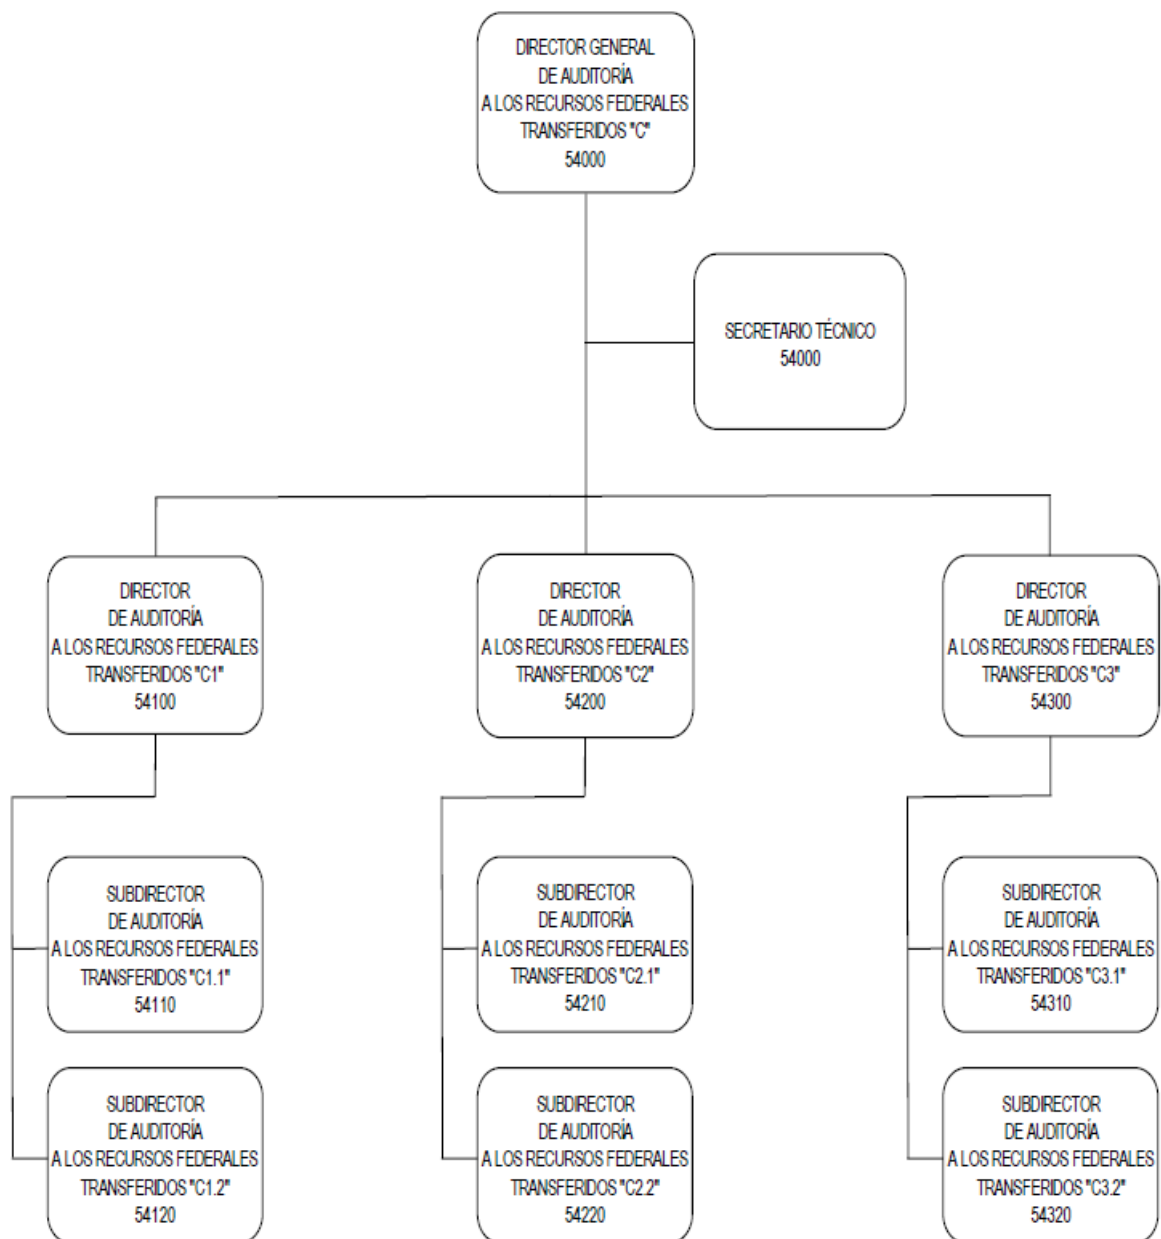 DIRECTOR GENERAL
DE AUDITORÍA
A LOS RECURSOS FEDERALES
TRANSFERIDOS "C"
54000
SECRETARIO TÉCNICO
54000
DIRECTOR
DE AUDITORÍA
A LOS RECURSOS FEDERALES
TRANSFERIDOS "C1"
54100
DIRECTOR
DE AUDITORÍA
A LOS RECURSOS FEDERALES
TRANSFERIDOS "C2"
54200
DIRECTOR
DE AUDITORÍA
A LOS RECURSOS FEDERALES
TRANSFERIDOS "C3"
54300
SUBDIRECTOR
DE AUDITORÍA
A LOS RECURSOS FEDERALES
TRANSFERIDOS "C1.1"
54110
SUBDIRECTOR
DE AUDITORÍA
A LOS RECURSOS FEDERALES
TRANSFERIDOS "C2.1"
54210
SUBDIRECTOR
DE AUDITORÍA
A LOS RECURSOS FEDERALES
TRANSFERIDOS "C3.1"
54310
SUBDIRECTOR
DE AUDITORÍA
A LOS RECURSOS FEDERALES
TRANSFERIDOS "C1.2"
54120
SUBDIRECTOR
DE AUDITORÍA
A LOS RECURSOS FEDERALES
TRANSFERIDOS "C2.2"
54220
SUBDIRECTOR
DE AUDITORÍA
A LOS RECURSOS FEDERALES
TRANSFERIDOS "C3.2"
54320